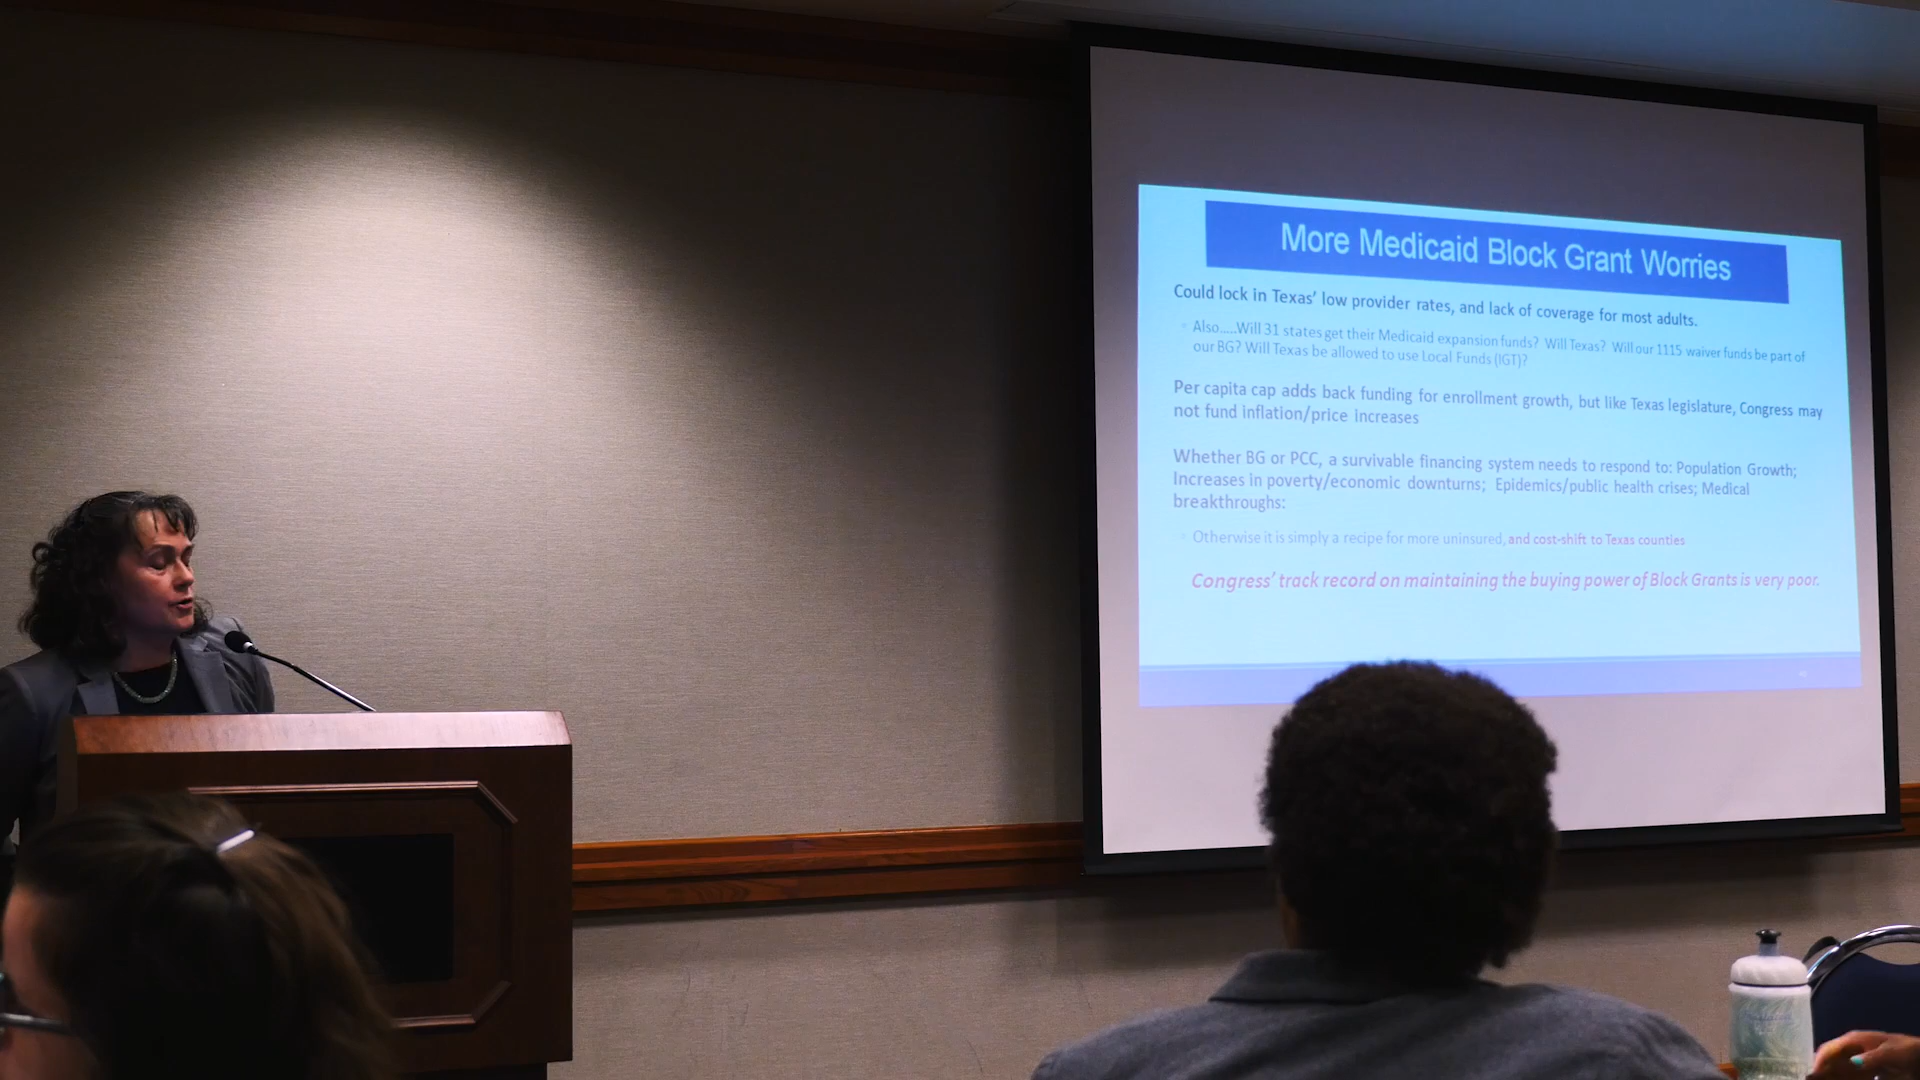 More Medicaid Block Grant Worries
Could lock in Texas' low provider rates, and lack of coverage for most adults.
Also.....Will 31 states get their Medicaid expansion funds? Will Texas? Will our 1115 waiver funds be part of
our BG? Will Texas be allowed to use Local Funds (IGT)?
Per capita cap adds back funding for enrollment growth, but like Texas legislature, Congress may
not fund inflation/price increases
Whether BG or PCC, a survivable financing system needs to respond to: Population Growth;
Increases in poverty/economic downturns; Epidemics/public health crises; Medical
breakthroughs:
Otherwise it is simply a recipe for more uninsured, and cost-shift to Texas counties
Congress' track record on maintaining the buying power of Block Grants is very poor.